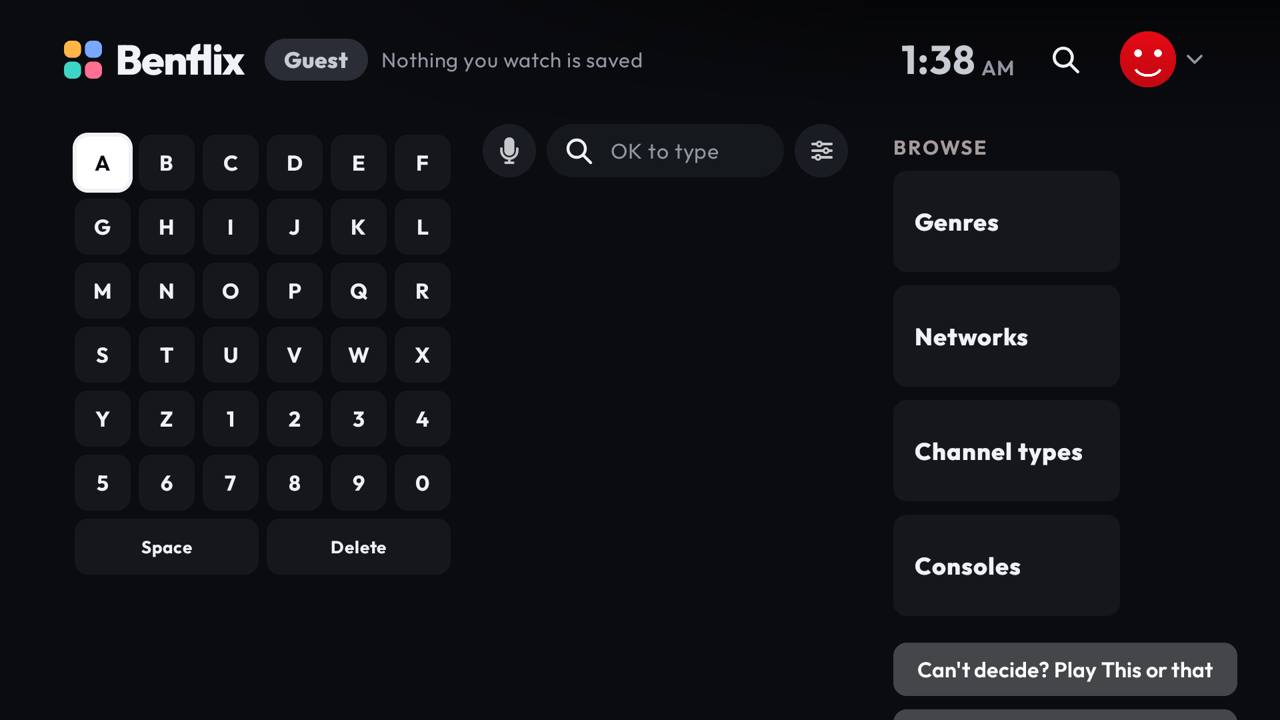 Benflix Guest Nothing you watch is saved 1:38 AM
A B C D E F
G H I J K L
M N O P Q R
S T U V W X
Y Z 1 2 3 4
5 6 7 8 9 0
Space Delete
OK to type
BROWSE
Genres
Networks
Channel types
Consoles
Can't decide? Play This or that